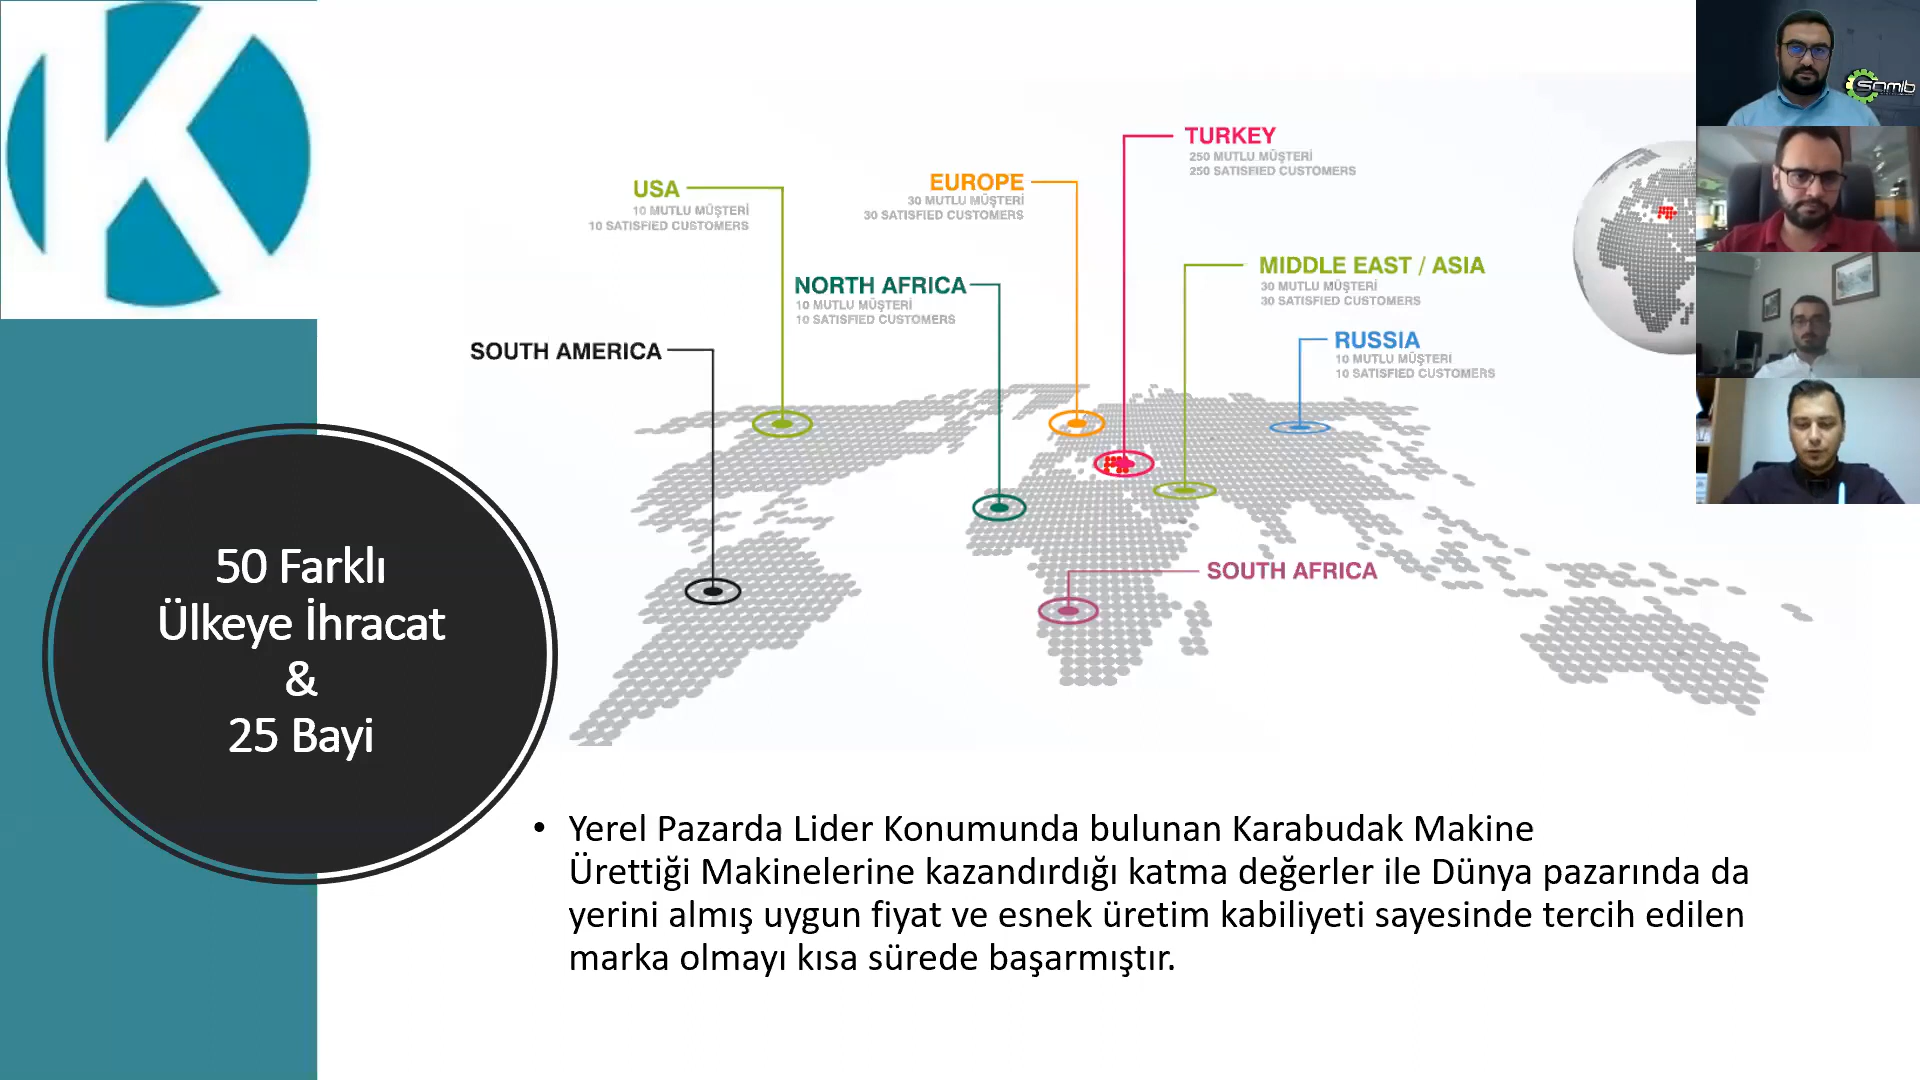 K
50 Farklı
Ülkeye İhracat
&
25 Bayi
TURKEY
250 MUTLU MÜŞTERİ
250 SATISFIED CUSTOMERS
USA
10 MUTLU MÜŞTERİ
10 SATISFIED CUSTOMERS
EUROPE
30 MUTLU MÜŞTERİ
30 SATISFIED CUSTOMERS
NORTH AFRICA
10 MUTLU MÜŞTERİ
10 SATISFIED CUSTOMERS
MIDDLE EAST / ASIA
30 MUTLU MÜŞTERİ
30 SATISFIED CUSTOMERS
SOUTH AMERICA
RUSSIA
10 MUTLU MÜŞTERİ
10 SATISFIED CUSTOMERS
SOUTH AFRICA
• Yerel Pazarda Lider Konumunda bulunan Karabudak Makine
Ürettiği Makinelerine kazandırdığı katma değerler ile Dünya pazarında da
yerini almış uygun fiyat ve esnek üretim kabiliyeti sayesinde tercih edilen
marka olmayı kısa sürede başarmıştır.